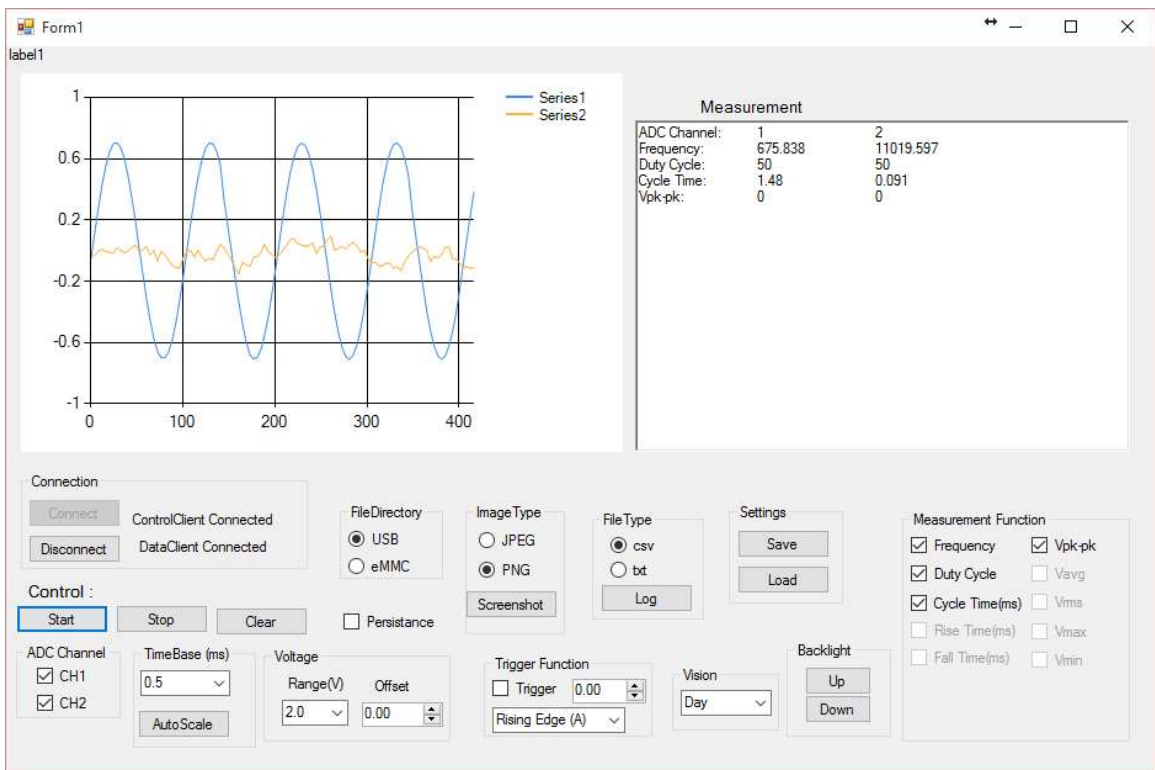 Form1
label1
1
0.6
0.2
-0.2
-0.6
-1
0
100
200
300
400
Series1
Series2
Measurement
ADC Channel: 1 2
Frequency: 675.838 11019.597
Duty Cycle: 50 50
Cycle Time: 1.48 0.091
Vpk-pk: 0 0
Connection
Connect
ControlClient Connected
Disconnect
DataClient Connected
FileDirectory
USB
eMMC
ImageType
JPEG
PNG
Screenshot
FileType
csv
txt
Log
Settings
Save
Load
Measurement Function
Frequency
Vpk-pk
Duty Cycle
Vavg
Cycle Time(ms)
Vrms
Rise Time(ms)
Vmax
Fall Time(ms)
Vmin
Control :
Start
Stop
Clear
Persistance
ADC Channel
CH1
CH2
TimeBase (ms)
0.5
AutoScale
Voltage
Range(V)
Offset
2.0
0.00
Trigger Function
Trigger
0.00
Rising Edge (A)
Vision
Day
Backlight
Up
Down